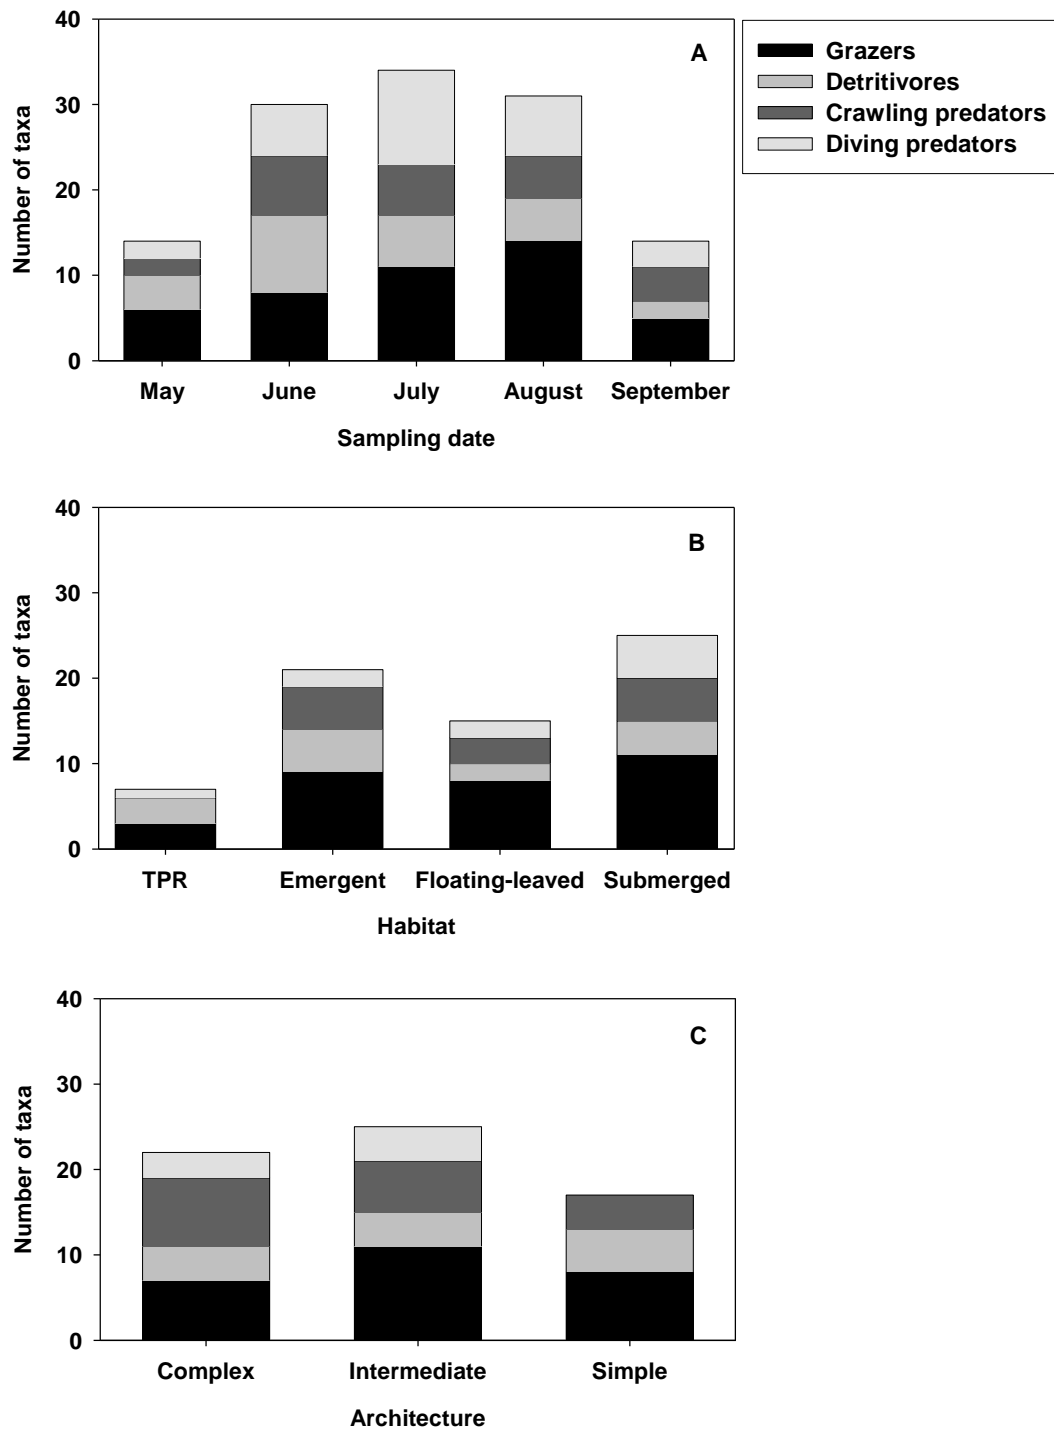 40
30
20
10
0
Number of taxa
A
May June July August September
Sampling date
Grazers
Detritivores
Crawling predators
Diving predators
40
30
20
10
0
Number of taxa
B
TPR Emergent Floating-leaved Submerged
Habitat
40
30
20
10
0
Number of taxa
C
Complex Intermediate Simple
Architecture